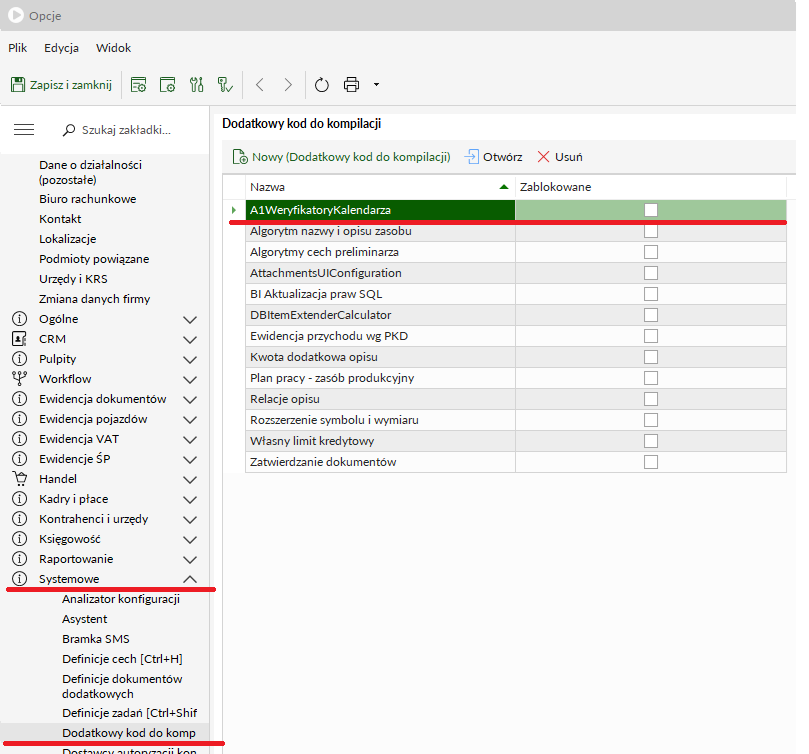 Opcje
Plik Edycja Widok
Zapisz i zamknij
Szukaj zakładki...
Dane o działalności
(pozostałe)
Biuro rachunkowe
Kontakt
Lokalizacje
Podmioty powiązane
Urzędy i KRS
Zmiana danych firmy
Ogólne
CRM
Pulpity
Workflow
Ewidencja dokumentów
Ewidencja pojazdów
Ewidencja VAT
Ewidencje ŚP
Handel
Kadry i płace
Kontrahenci i urzędy
Księgowość
Raportowanie
Systemowe
Analizator konfiguracji
Asystent
Bramka SMS
Definicje cech [Ctrl+H]
Definicje dokumentów
dodatkowych
Definicje zadań [Ctrl+Shif
Dodatkowy kod do komp
Dostawcy autoryzacji kon
Dodatkowy kod do kompilacji
Nowy (Dodatkowy kod do kompilacji) Otwórz Usuń
Nazwa Zablokowane
A1WeryfikatoryKalendarza
Algorytm nazwy i opisu zasobu
Algorytmy cech preliminarza
AttachmentsUIConfiguration
BI Aktualizacja praw SQL
DBItemExtenderCalculator
Ewidencja przychodu wg PKD
Kwota dodatkowa opisu
Plan pracy - zasób produkcyjny
Relacje opisu
Rozszerzenie symbolu i wymiaru
Własny limit kredytowy
Zatwierdzanie dokumentów